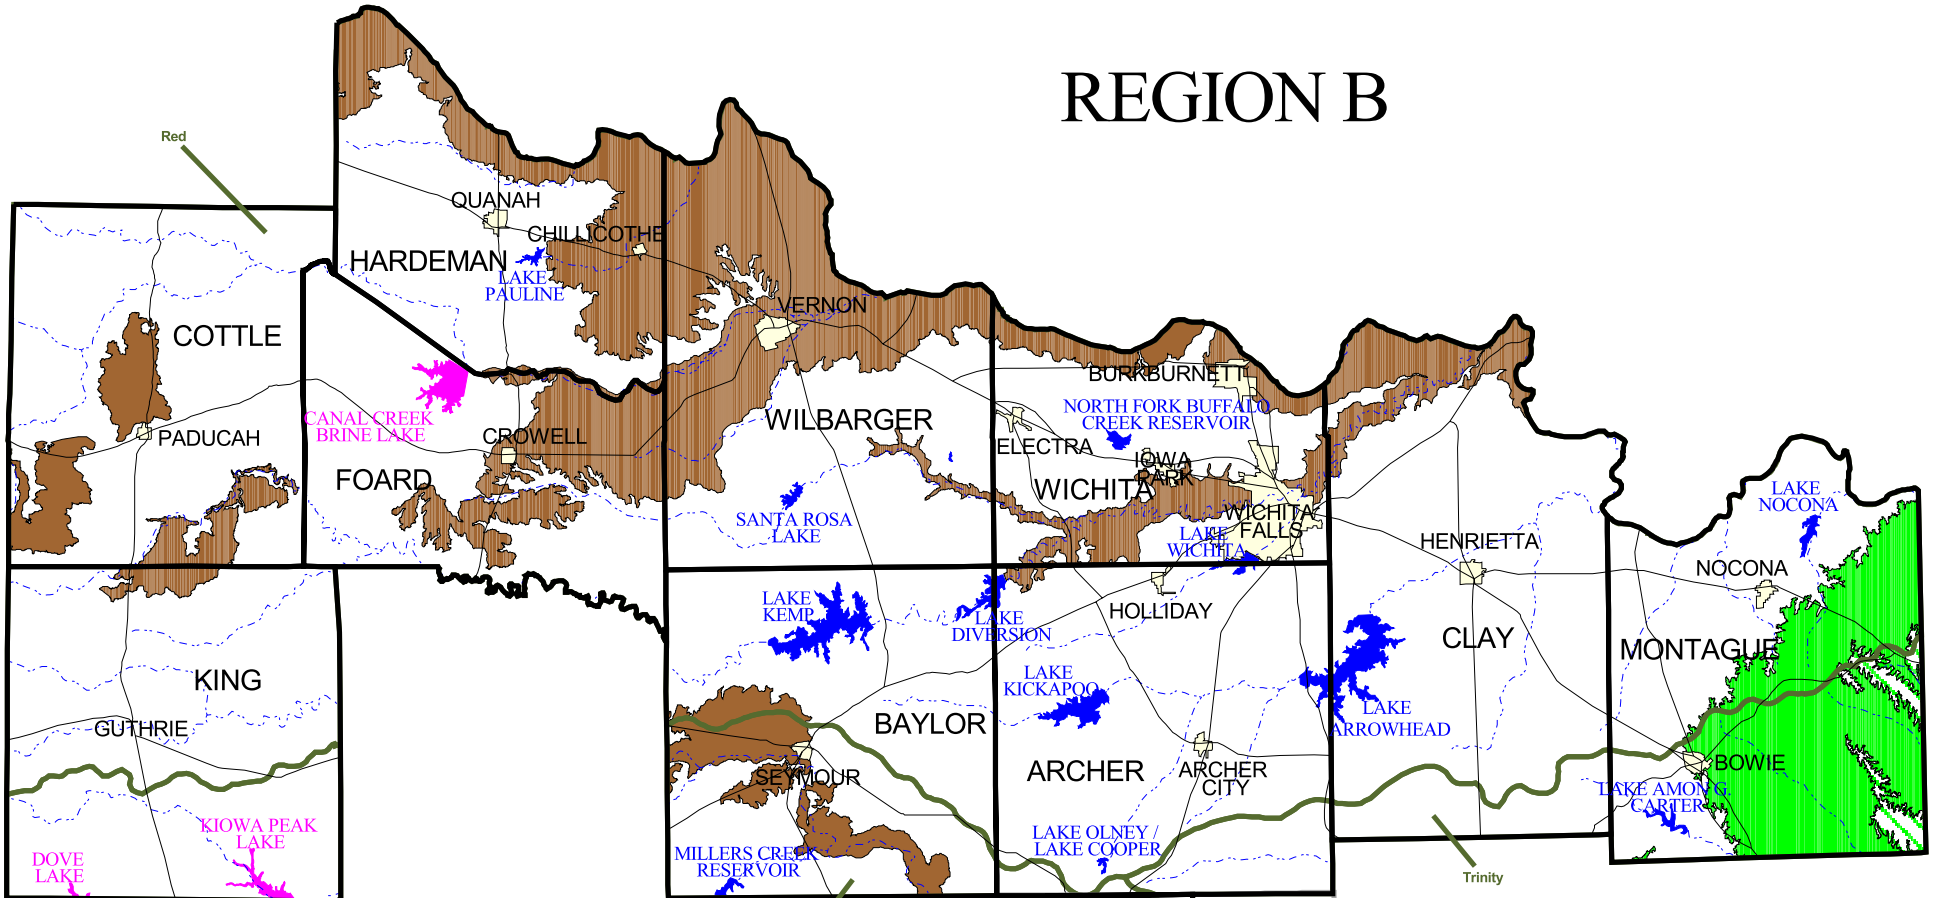 REGION B
Red
QUANAH
CHILLICOTHE
HARDEMAN
LAKE
PAULINE
COTTLE
VERNON
CANAL CREEK
BRINE LAKE
PADUCAH
CROWELL
FOARD
WILBARGER
BURKBURNETT
NORTH FORK BUFFALO
CREEK RESERVOIR
ELECTRA
IOWA
PARK
WICHITA
SANTA ROSA
LAKE
WICHITA
FALLS
LAKE
WICHITA
HENRIETTA
LAKE
NOCONA
NOCONA
LAKE
KEMP
LAKE
DIVERSION
HOLLIDAY
CLAY
MONTAGUE
KING
GUTHRIE
LAKE
KICKAPOO
BAYLOR
LAKE
ARROWHEAD
SEYMOUR
ARCHER
ARCHER
CITY
BOWIE
LAKE AMON G.
CARTER
KIOWA PEAK
LAKE
DOVE
LAKE
MILLERS CREEK
RESERVOIR
LAKE OLNEY /
LAKE COOPER
Trinity